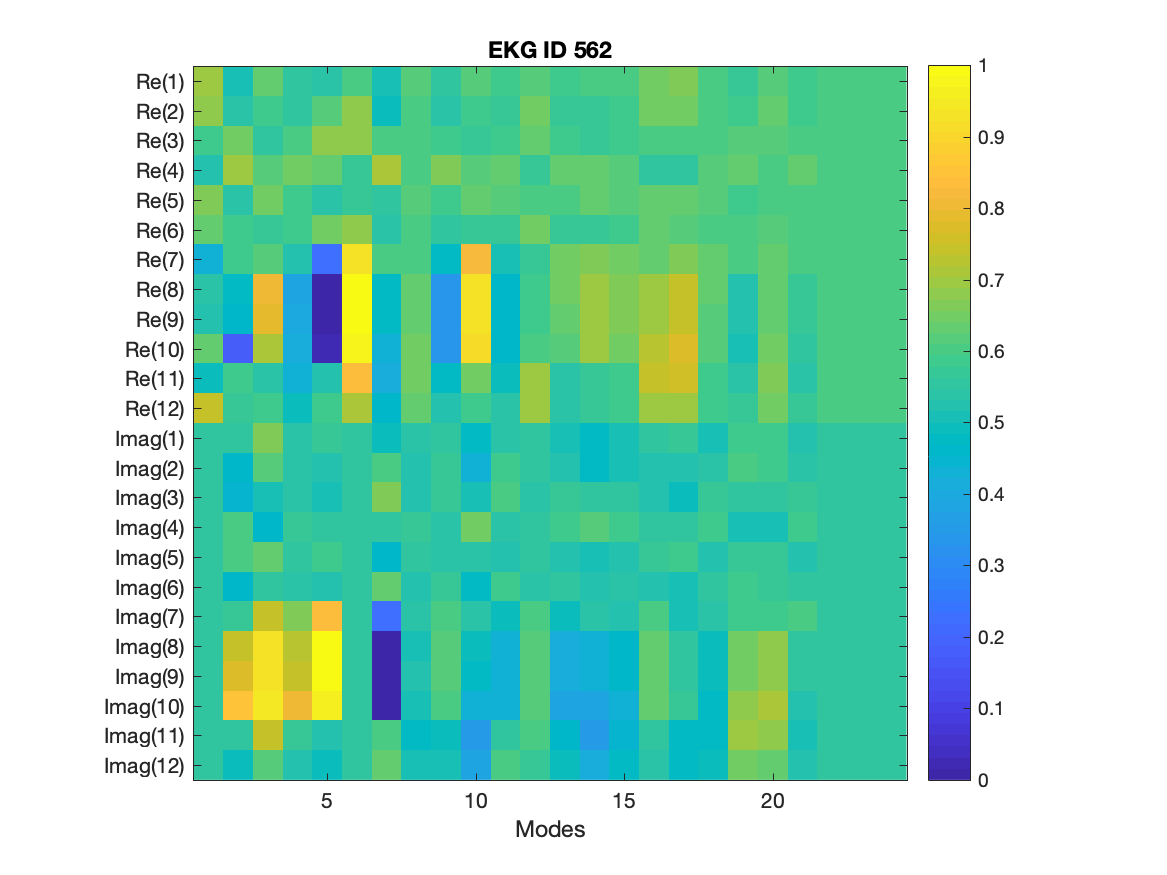 EKG ID 562
Re(1)
Re(2)
Re(3)
Re(4)
Re(5)
Re(6)
Re(7)
Re(8)
Re(9)
Re(10)
Re(11)
Re(12)
Imag(1)
Imag(2)
Imag(3)
Imag(4)
Imag(5)
Imag(6)
Imag(7)
Imag(8)
Imag(9)
Imag(10)
Imag(11)
Imag(12)
5 10 15 20
Modes
1
0.9
0.8
0.7
0.6
0.5
0.4
0.3
0.2
0.1
0